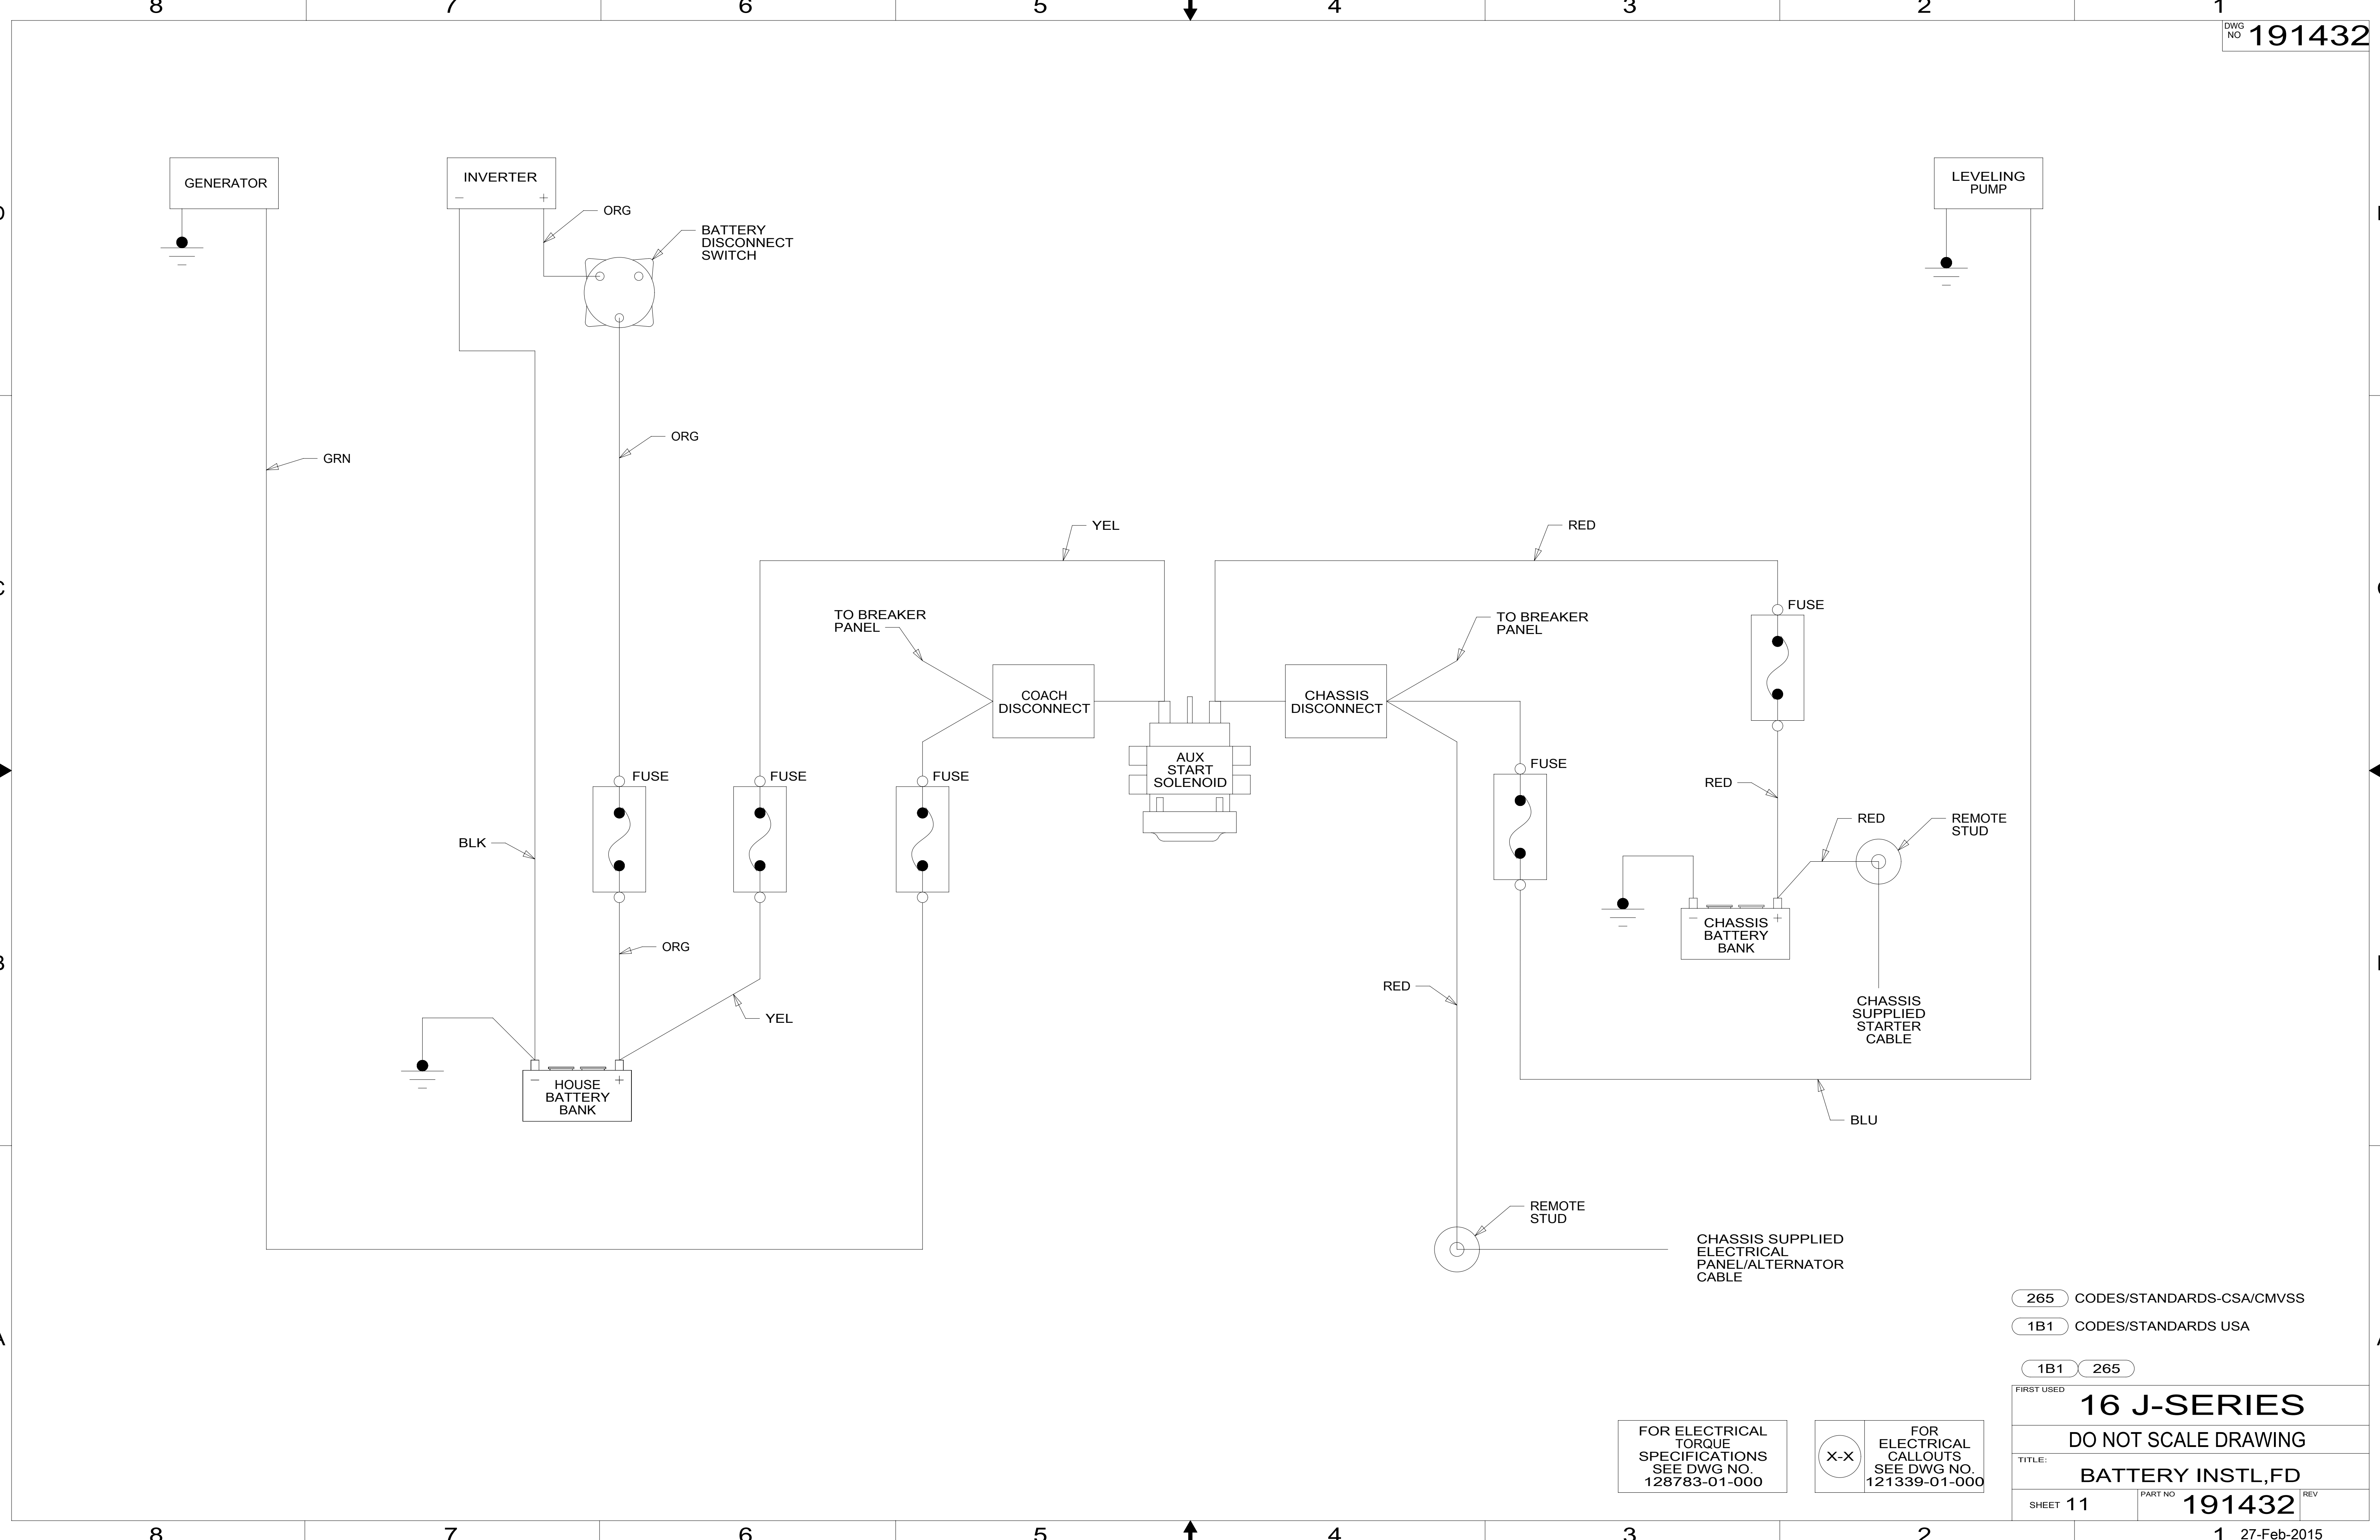 8 7 6 5 4 3 2 1
DWG
NO
191432
GENERATOR
INVERTER
− +
ORG
BATTERY
DISCONNECT
SWITCH
LEVELING
PUMP
ORG
GRN
YEL
RED
TO BREAKER
PANEL
TO BREAKER
PANEL
FUSE
COACH
DISCONNECT
CHASSIS
DISCONNECT
AUX
START
SOLENOID
FUSE
FUSE
FUSE
FUSE
RED
BLK
RED
REMOTE
STUD
− CHASSIS +
BATTERY
BANK
ORG
YEL
RED
CHASSIS
SUPPLIED
STARTER
CABLE
− HOUSE +
BATTERY
BANK
BLU
REMOTE
STUD
CHASSIS SUPPLIED
ELECTRICAL
PANEL/ALTERNATOR
CABLE
265 CODES/STANDARDS-CSA/CMVSS
1B1 CODES/STANDARDS USA
1B1 265
FIRST USED
16 J-SERIES
DO NOT SCALE DRAWING
TITLE:
BATTERY INSTL,FD
SHEET 11
PART NO 191432
REV
FOR ELECTRICAL
TORQUE
SPECIFICATIONS
SEE DWG NO.
128783-01-000
X-X
FOR
ELECTRICAL
CALLOUTS
SEE DWG NO.
121339-01-000
8 7 6 5 4 3 2 1
27-Feb-2015